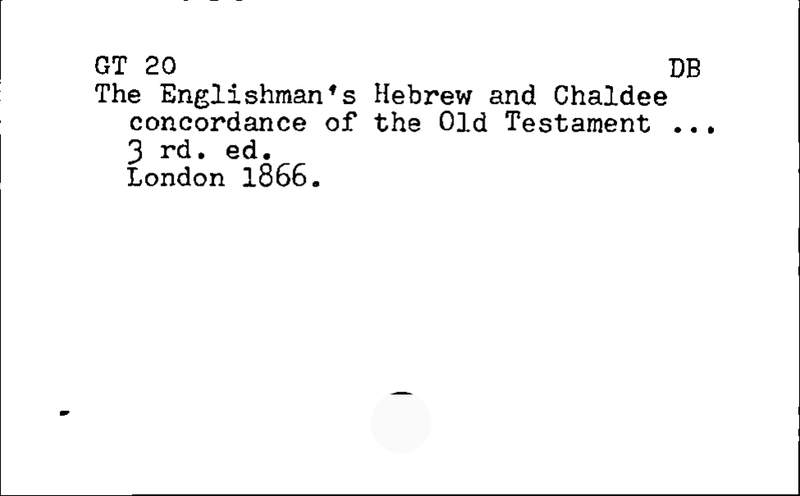 GT 20 DB
The Englishman's Hebrew and Chaldee
concordance of the Old Testament ...
3 rd. ed.
London 1866.